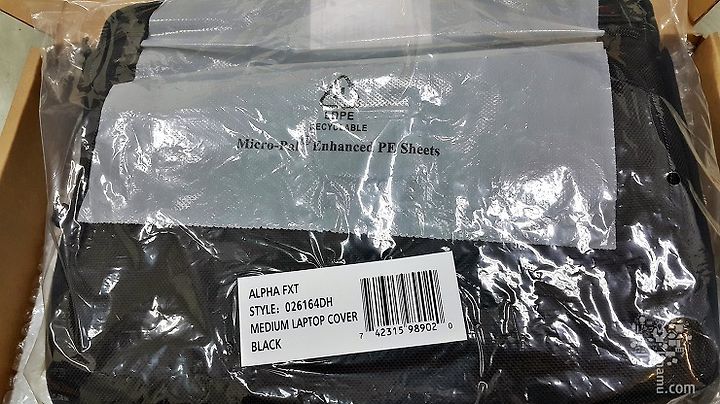 LDPE
RECYCLABLE
Micro-Pak® Enhanced PE Sheets
ALPHA FXT
STYLE: 026164DH
MEDIUM LAPTOP COVER
BLACK
7 42315 98902 0
.com